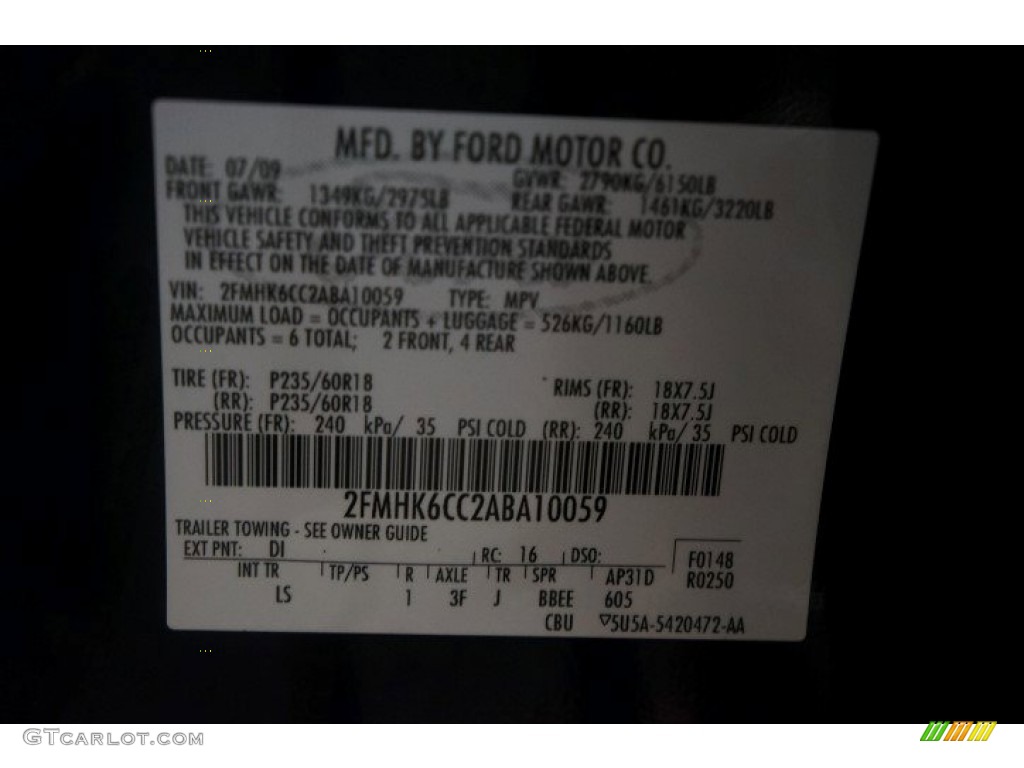 MFD. BY FORD MOTOR CO.
DATE: 07/09 GVWR: 2790KG/6150LB
FRONT GAWR: 1349KG/2975LB REAR GAWR: 1461KG/3220LB
THIS VEHICLE CONFORMS TO ALL APPLICABLE FEDERAL MOTOR
VEHICLE SAFETY AND THEFT PREVENTION STANDARDS
IN EFFECT ON THE DATE OF MANUFACTURE SHOWN ABOVE.
VIN: 2FMHK6CC2ABA10059 TYPE: MPV
MAXIMUM LOAD = OCCUPANTS + LUGGAGE = 526KG/1160LB
OCCUPANTS = 6 TOTAL; 2 FRONT, 4 REAR
TIRE (FR): P235/60R18 RIMS (FR): 18X7.5J
(RR): P235/60R18 (RR): 18X7.5J
PRESSURE (FR): 240 kPa/ 35 PSI COLD (RR): 240 kPa/ 35 PSI COLD
2FMHK6CC2ABA10059
TRAILER TOWING - SEE OWNER GUIDE
EXT PNT: DI RC: 16 DSO: F0148
INT TR TP/PS R AXLE TR SPR AP31D R0250
LS 1 3F J BBEE 605
CBU ▽5U5A-5420472-AA
GTCARLOT.COM